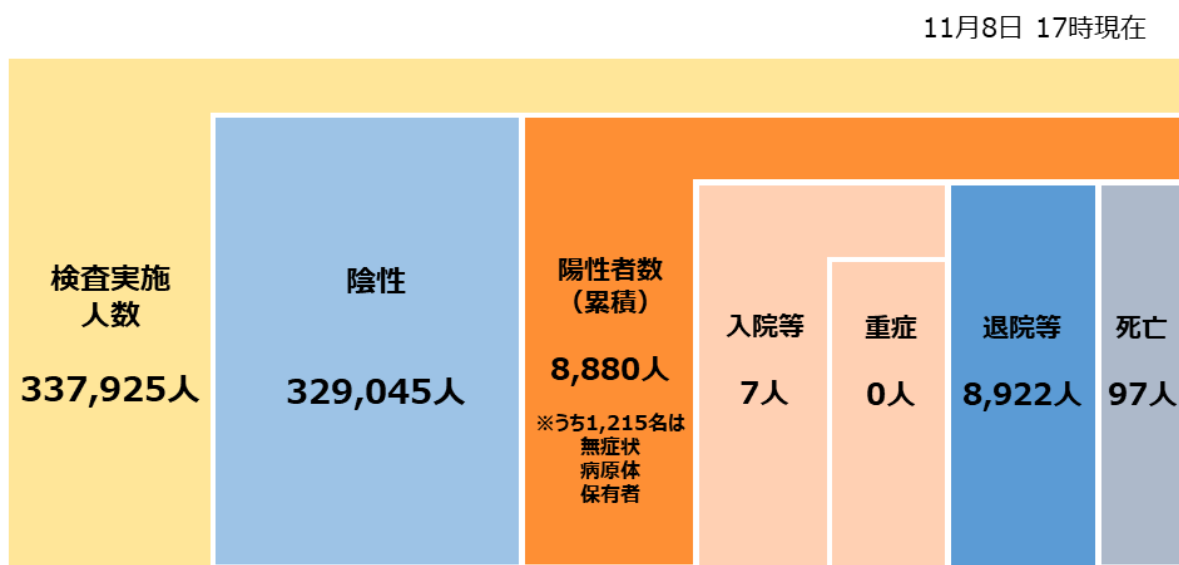 11月8日 17時現在
検査実施
人数
337,925人
陰性
329,045人
陽性者数
（累積）
8,880人
※うち1,215名は
無症状
病原体
保有者
入院等
7人
重症
0人
退院等
8,922人
死亡
97人